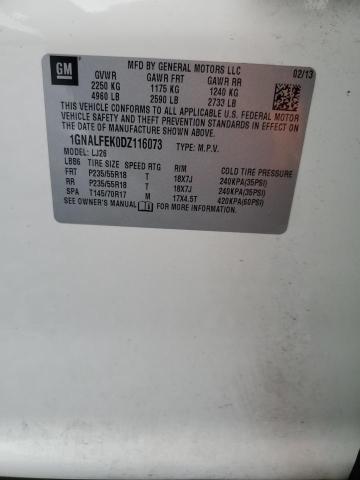 GM
MFD BY GENERAL MOTORS LLC
02/13
GVWR GAWR FRT GAWR RR
2250 KG 1175 KG 1240 KG
4960 LB 2590 LB 2733 LB
THIS VEHICLE CONFORMS TO ALL APPLICABLE U.S. FEDERAL MOTOR
VEHICLE SAFETY AND THEFT PREVENTION STANDARDS
IN EFFECT ON THE DATE OF MANUFACTURE SHOWN ABOVE.
1GNALFEK0DZ116073 TYPE: M.P.V.
MODEL: LJ26
LBB6 TIRE SIZE SPEED RTG RIM COLD TIRE PRESSURE
FRT P235/55R18 T 18X7J 240KPA(35PSI)
RR P235/55R18 T 18X7J 240KPA(35PSI)
SPA T145/70R17 M 17X4.5T 420KPA(60PSI)
SEE OWNER'S MANUAL FOR MORE INFORMATION.